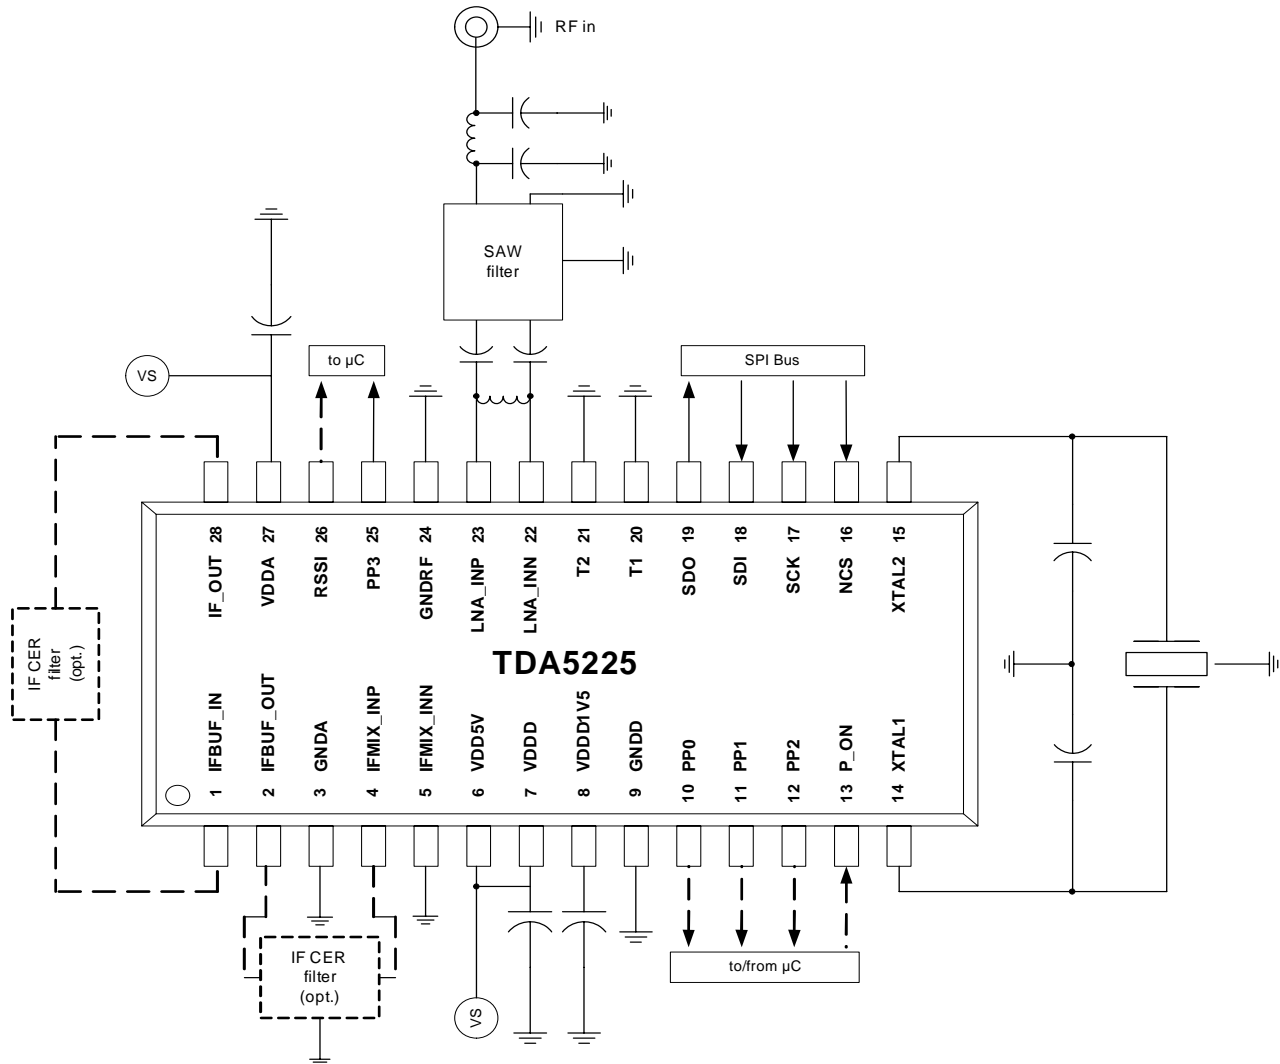 RF in
SAW
filter
VS
to µC
SPI Bus
28 27 26 25 24 23 22 21 20 19 18 17 16 15
IF_OUT
VDDA
RSSI
PP3
GNDRF
LNA_INP
LNA_INN
T2
T1
SDO
SDI
SCK
NCS
XTAL2
IF CER
filter
(opt.)
TDA5225
IFBUF_IN
IFBUF_OUT
GNDA
IFMIX_INP
IFMIX_INN
VDD5V
VDDD
VDDD1V5
GNDD
PP0
PP1
PP2
P_ON
XTAL1
1 2 3 4 5 6 7 8 9 10 11 12 13 14
IF CER
filter
(opt.)
VS
to/from µC